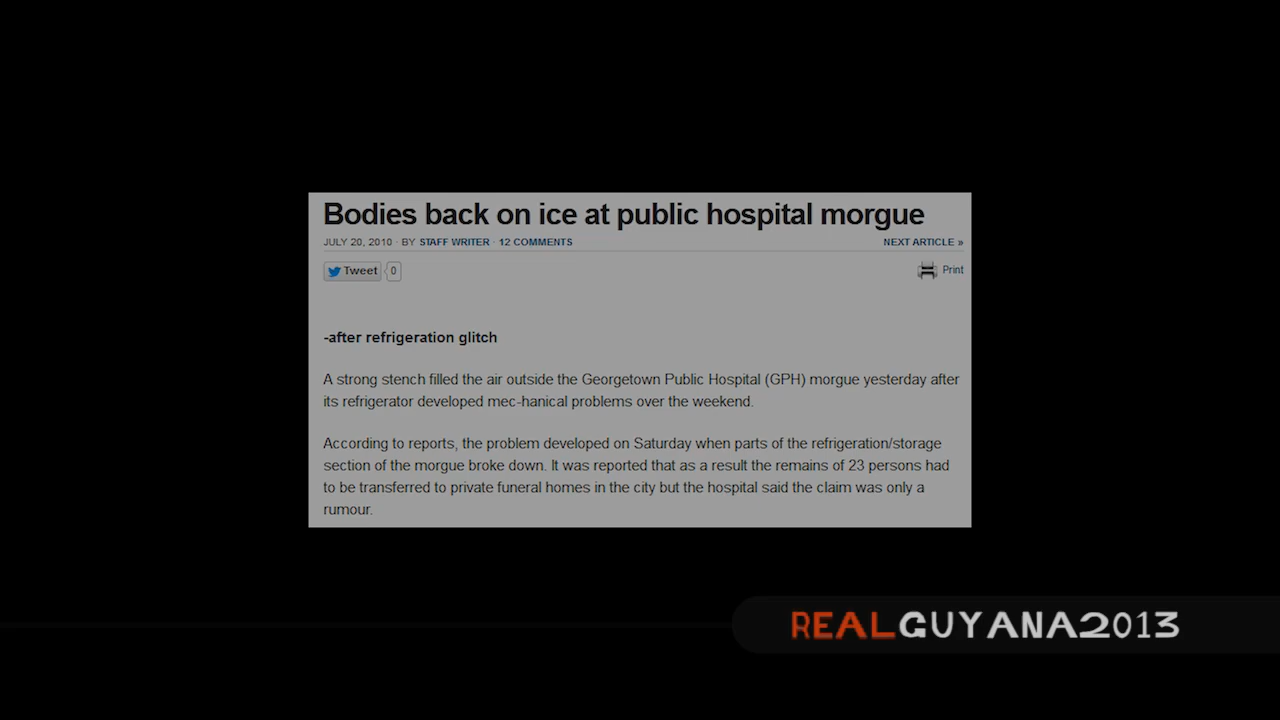 Bodies back on ice at public hospital morgue
JULY 20, 2010 · BY STAFF WRITER · 12 COMMENTS NEXT ARTICLE »
Tweet 0 Print
-after refrigeration glitch
A strong stench filled the air outside the Georgetown Public Hospital (GPH) morgue yesterday after
its refrigerator developed mec-hanical problems over the weekend.
According to reports, the problem developed on Saturday when parts of the refrigeration/storage
section of the morgue broke down. It was reported that as a result the remains of 23 persons had
to be transferred to private funeral homes in the city but the hospital said the claim was only a
rumour.
REALGUYANA2013